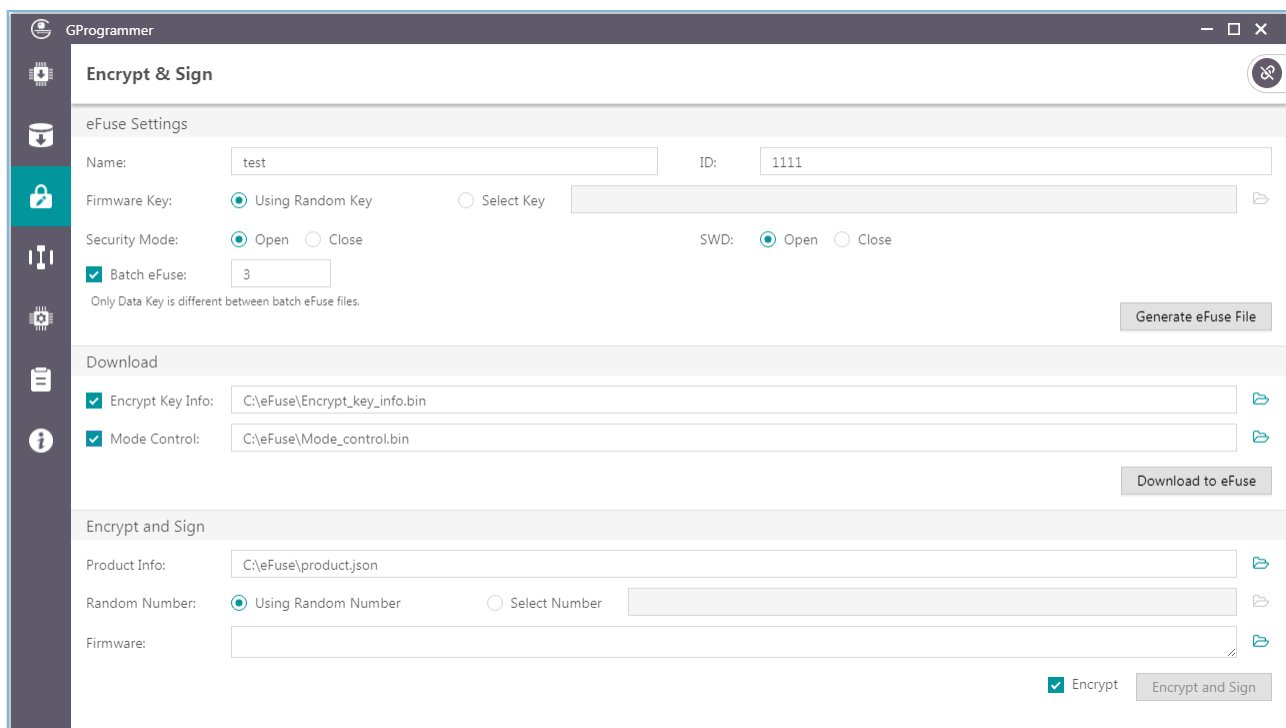 GProgrammer
Encrypt & Sign
eFuse Settings
Name: test ID: 1111
Firmware Key: Using Random Key Select Key
Security Mode: Open Close SWD: Open Close
Batch eFuse: 3
Only Data Key is different between batch eFuse files.
Generate eFuse File
Download
Encrypt Key Info: C:\eFuse\Encrypt_key_info.bin
Mode Control: C:\eFuse\Mode_control.bin
Download to eFuse
Encrypt and Sign
Product Info: C:\eFuse\product.json
Random Number: Using Random Number Select Number
Firmware:
Encrypt Encrypt and Sign